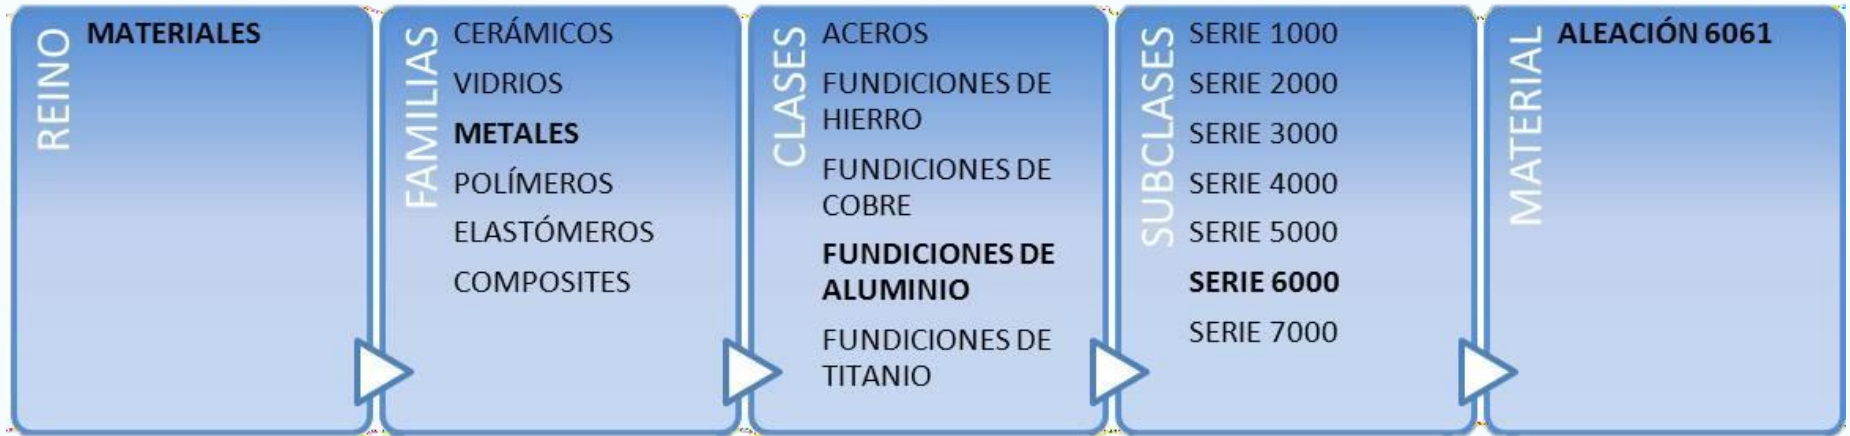 REINO
MATERIALES
FAMILIAS
CERÁMICOS
VIDRIOS
METALES
POLÍMEROS
ELASTÓMEROS
COMPOSITES
CLASES
ACEROS
FUNDICIONES DE
HIERRO
FUNDICIONES DE
COBRE
FUNDICIONES DE
ALUMINIO
FUNDICIONES DE
TITANIO
SUBCLASES
SERIE 1000
SERIE 2000
SERIE 3000
SERIE 4000
SERIE 5000
SERIE 6000
SERIE 7000
MATERIAL
ALEACIÓN 6061